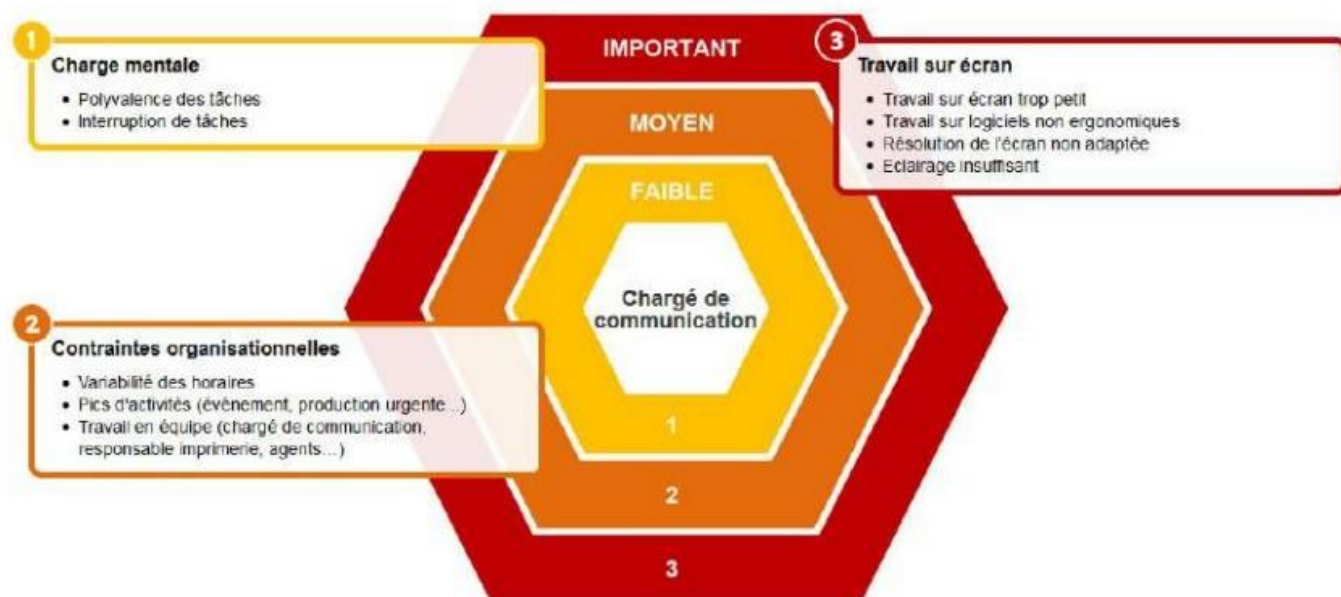 1
Charge mentale
• Polyvalence des tâches
• Interruption de tâches
IMPORTANT
MOYEN
FAIBLE
Chargé de
communication
1
2
3
3
Travail sur écran
• Travail sur écran trop petit
• Travail sur logiciels non ergonomiques
• Résolution de l'écran non adaptée
• Eclairage insuffisant
2
Contraintes organisationnelles
• Variabilité des horaires
• Pics d'activités (évènement, production urgente...)
• Travail en équipe (chargé de communication,
responsable imprimerie, agents...)